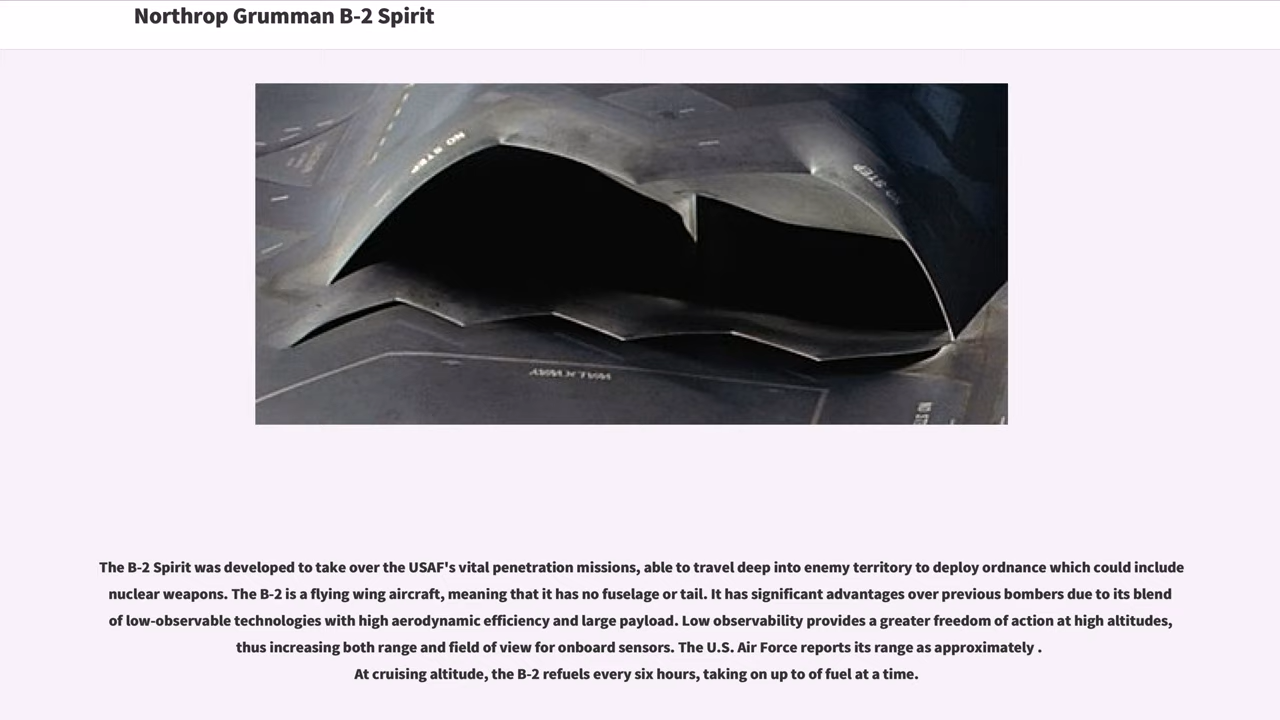 Northrop Grumman B-2 Spirit
NO STEP
NO STEP
WALKWAY
The B-2 Spirit was developed to take over the USAF's vital penetration missions, able to travel deep into enemy territory to deploy ordnance which could include
nuclear weapons. The B-2 is a flying wing aircraft, meaning that it has no fuselage or tail. It has significant advantages over previous bombers due to its blend
of low-observable technologies with high aerodynamic efficiency and large payload. Low observability provides a greater freedom of action at high altitudes,
thus increasing both range and field of view for onboard sensors. The U.S. Air Force reports its range as approximately .
At cruising altitude, the B-2 refuels every six hours, taking on up to of fuel at a time.